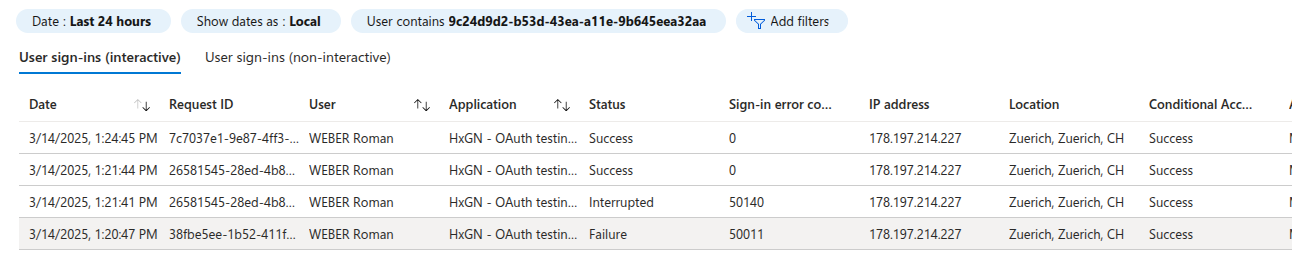 Date : Last 24 hours Show dates as : Local User contains 9c24d9d2-b53d-43ea-a11e-9b645eea32aa Add filters
User sign-ins (interactive) User sign-ins (non-interactive)
Date Request ID User Application Status Sign-in error co... IP address Location Conditional Acc...
3/14/2025, 1:24:45 PM 7c7037e1-9e87-4ff3-... WEBER Roman HxGN - OAuth testin... Success 0 178.197.214.227 Zuerich, Zuerich, CH Success
3/14/2025, 1:21:44 PM 26581545-28ed-4b8... WEBER Roman HxGN - OAuth testin... Success 0 178.197.214.227 Zuerich, Zuerich, CH Success
3/14/2025, 1:21:41 PM 26581545-28ed-4b8... WEBER Roman HxGN - OAuth testin... Interrupted 50140 178.197.214.227 Zuerich, Zuerich, CH Success
3/14/2025, 1:20:47 PM 38fbe5ee-1b52-411f... WEBER Roman HxGN - OAuth testin... Failure 50011 178.197.214.227 Zuerich, Zuerich, CH Success